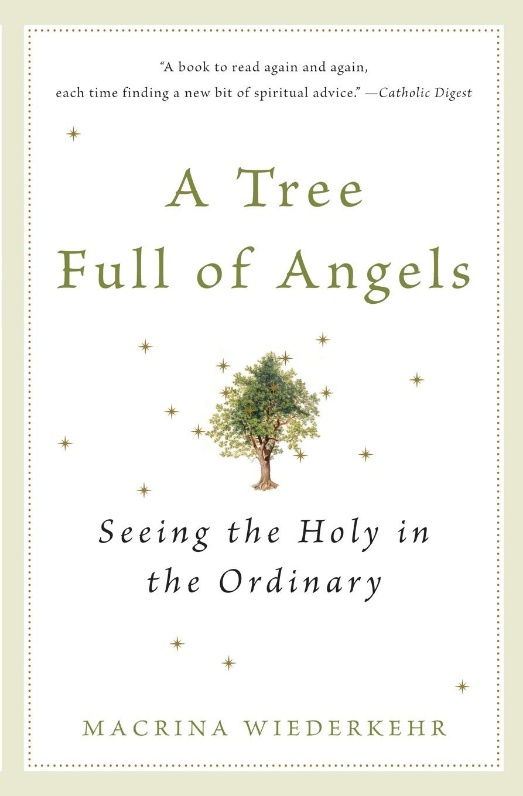 “A book to read again and again,
each time finding a new bit of spiritual advice.” —Catholic Digest
A Tree
Full of Angels
Seeing the Holy in
the Ordinary
MACRINA WIEDERKEHR